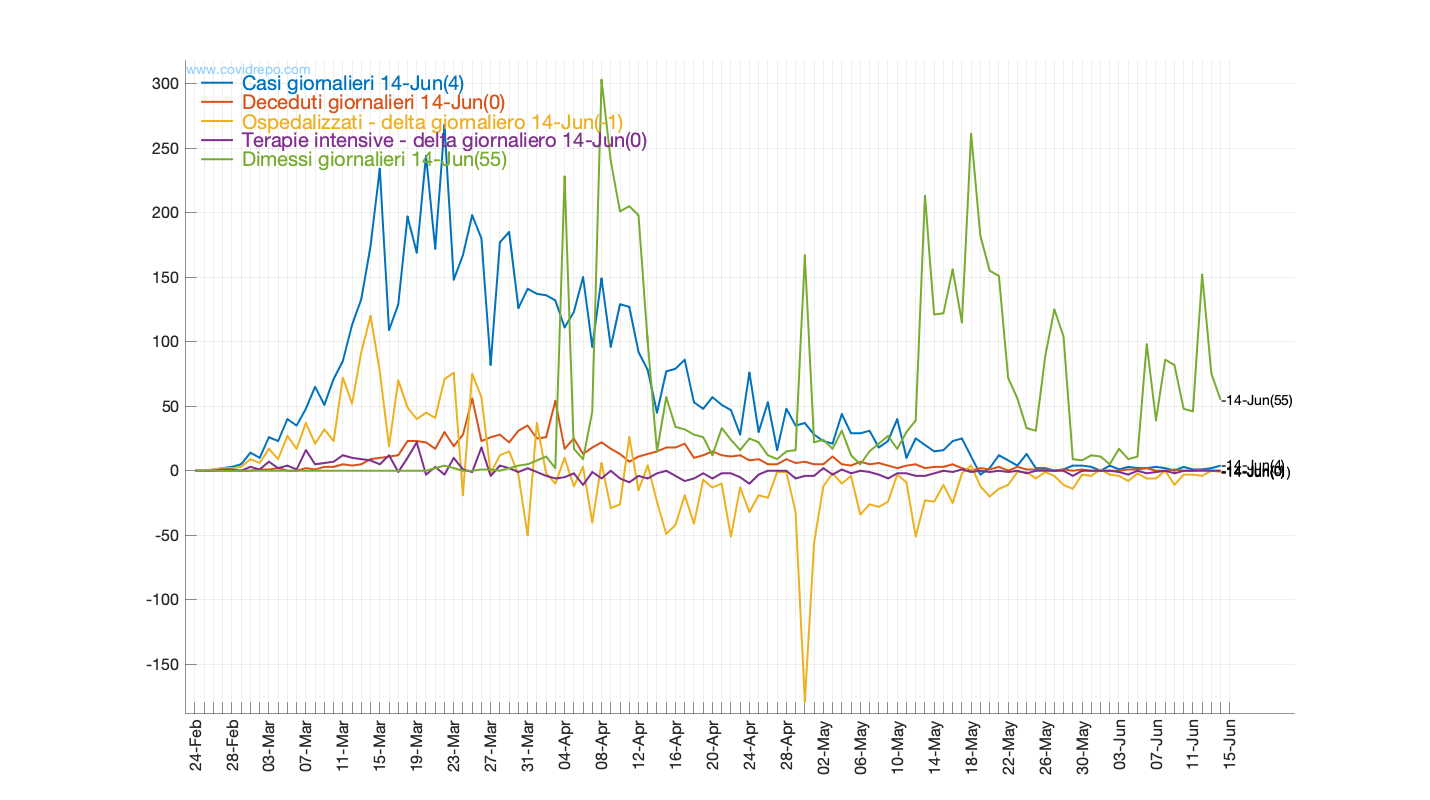 www.covidrepo.com
Casi giornalieri 14-Jun(4)
Deceduti giornalieri 14-Jun(0)
Ospedalizzati - delta giornaliero 14-Jun(-1)
Terapie intensive - delta giornaliero 14-Jun(0)
Dimessi giornalieri 14-Jun(55)
300
250
200
150
100
50
0
-50
-100
-150
-14-Jun(55)
-14-Jun(4)
24-Feb
28-Feb
03-Mar
07-Mar
11-Mar
15-Mar
19-Mar
23-Mar
27-Mar
31-Mar
04-Apr
08-Apr
12-Apr
16-Apr
20-Apr
24-Apr
28-Apr
02-May
06-May
10-May
14-May
18-May
22-May
26-May
30-May
03-Jun
07-Jun
11-Jun
15-Jun